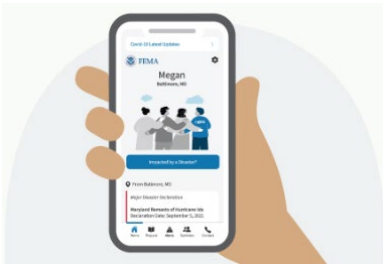 Covid-19 Latest Updates
FEMA
Megan
Baltimore, MD
Impacted by a Disaster?
From Baltimore, MD
Major Disaster Declaration
Maryland Remnants of Hurricane Ida
Declaration Date: September 5, 2021
Home Prepare Alerts Contact